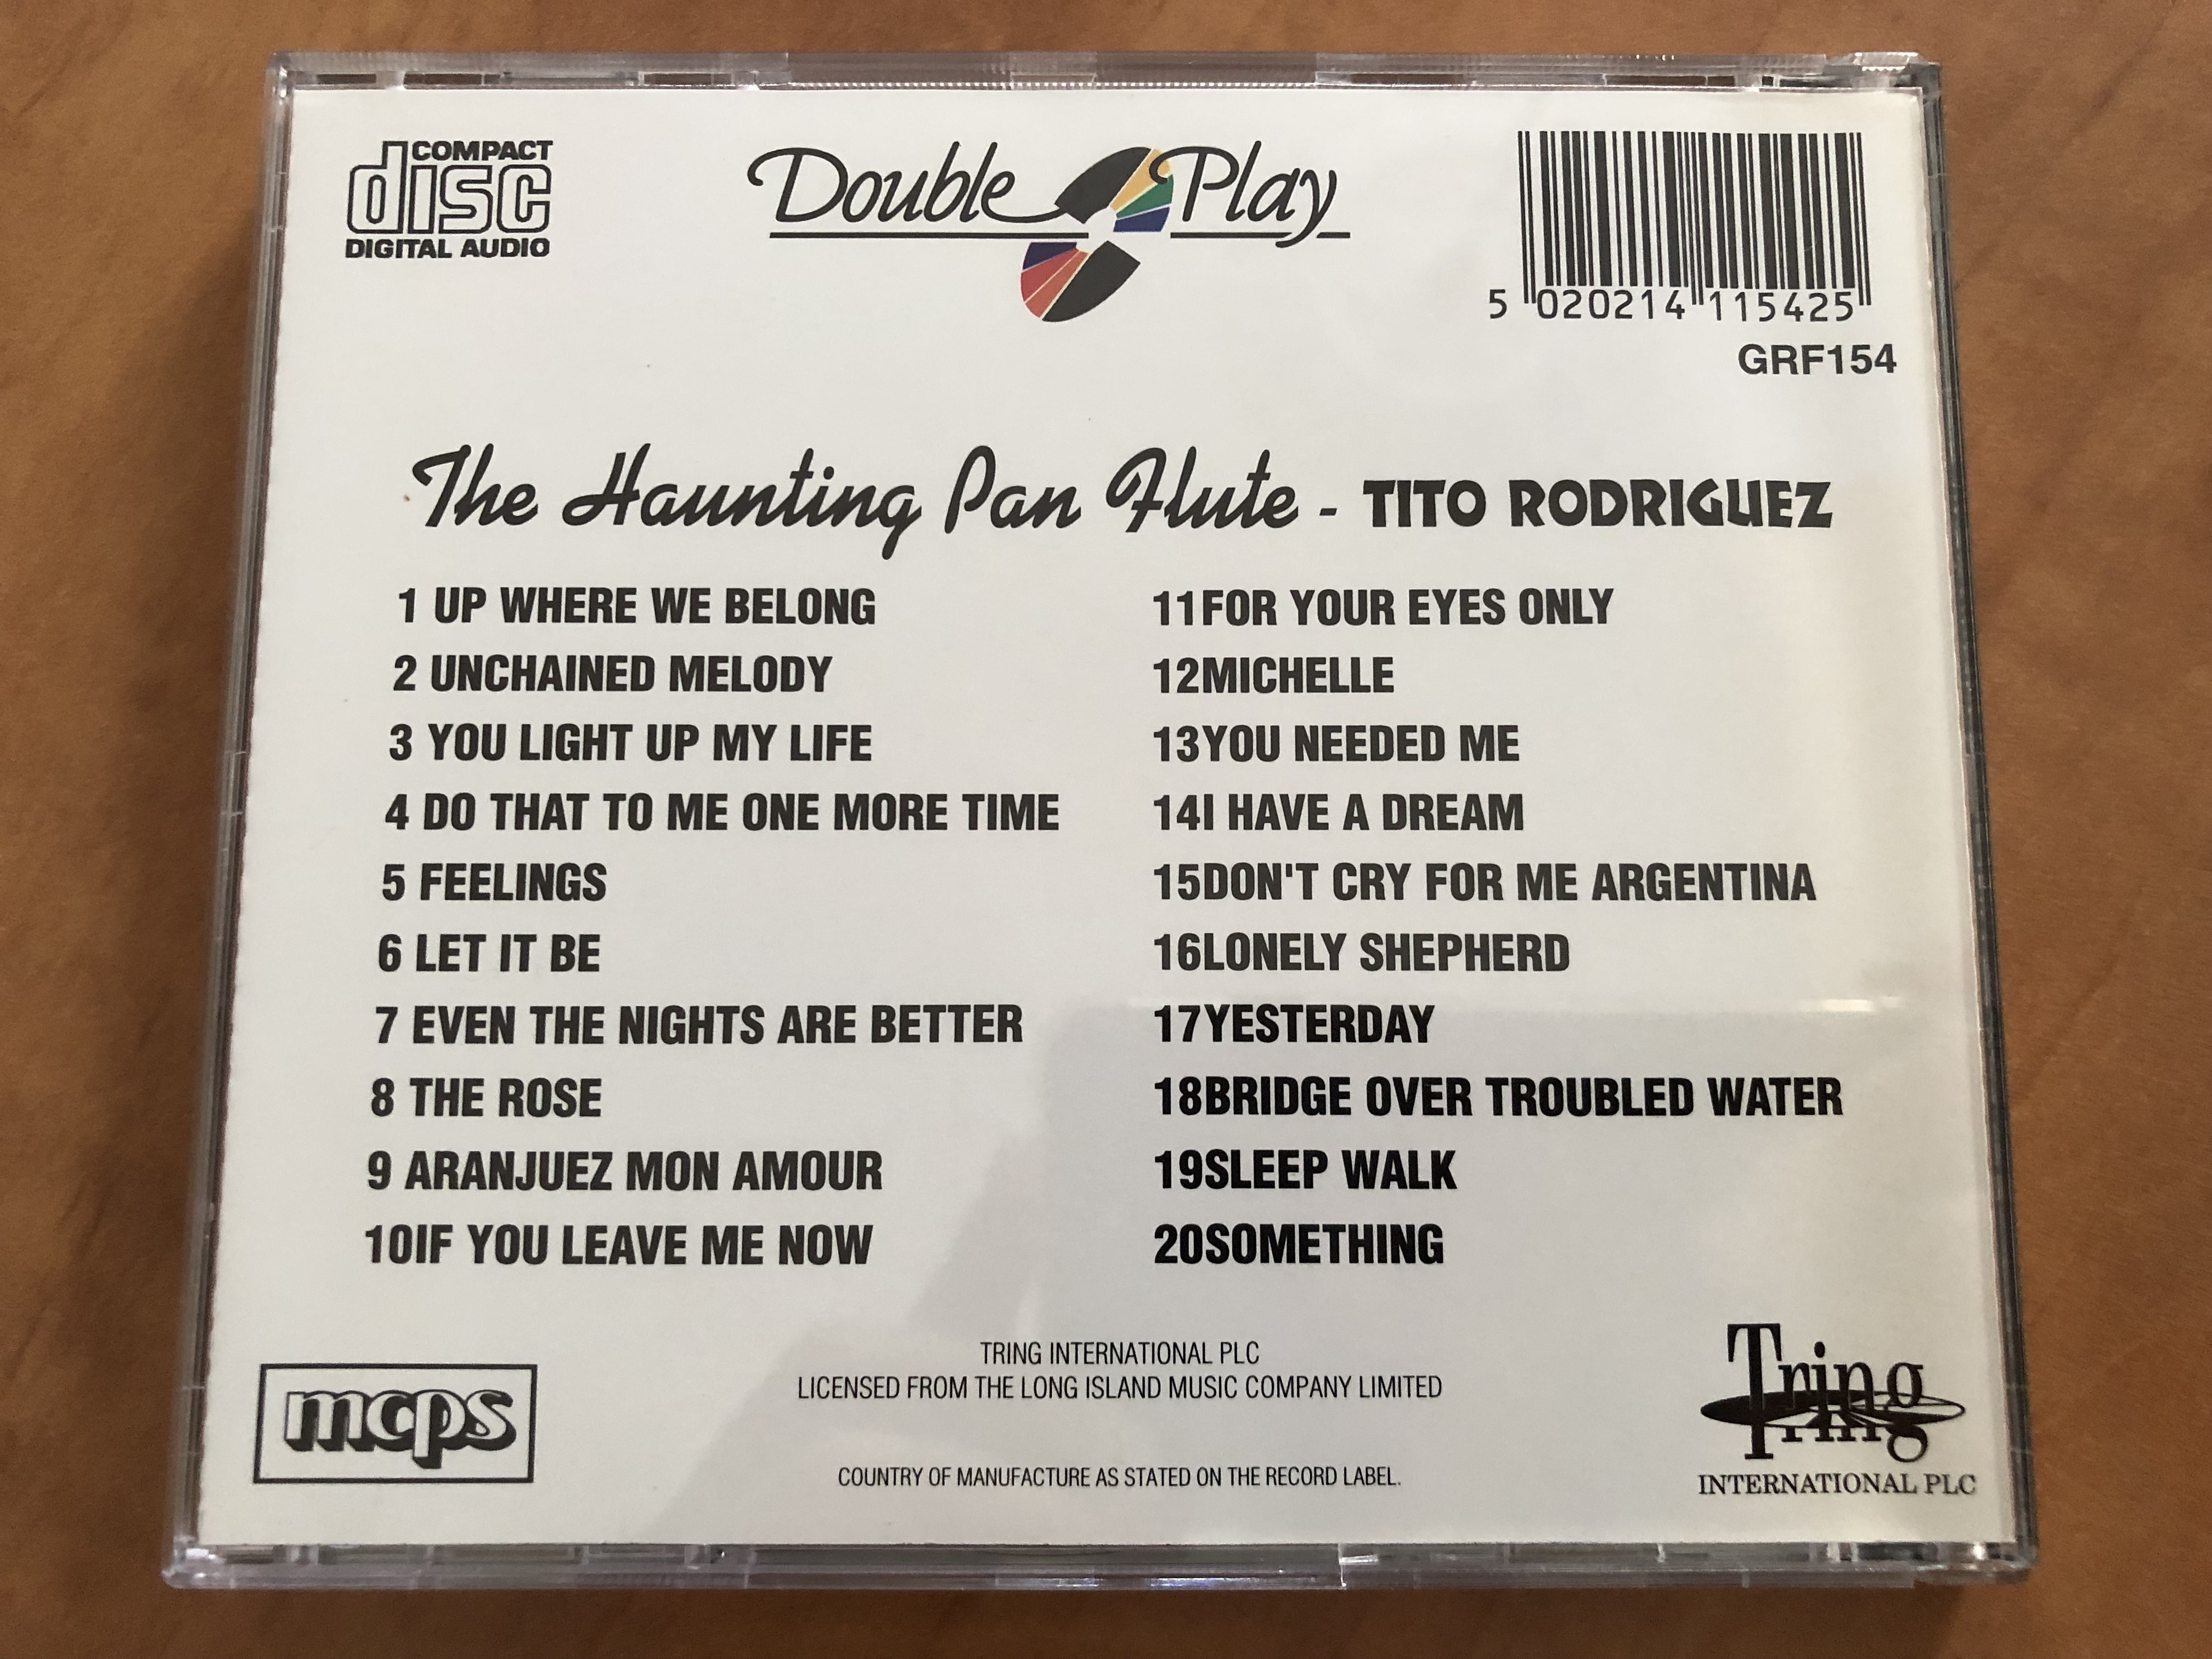 COMPACT
disc
DIGITAL AUDIO
Double Play
5 020214 115425
GRF154
The Haunting Pan Flute - TITO RODRIGUEZ
1 UP WHERE WE BELONG
2 UNCHAINED MELODY
3 YOU LIGHT UP MY LIFE
4 DO THAT TO ME ONE MORE TIME
5 FEELINGS
6 LET IT BE
7 EVEN THE NIGHTS ARE BETTER
8 THE ROSE
9 ARANJUEZ MON AMOUR
10IF YOU LEAVE ME NOW
11FOR YOUR EYES ONLY
12MICHELLE
13YOU NEEDED ME
14I HAVE A DREAM
15DON'T CRY FOR ME ARGENTINA
16LONELY SHEPHERD
17YESTERDAY
18BRIDGE OVER TROUBLED WATER
19SLEEP WALK
20SOMETHING
mcps
TRING INTERNATIONAL PLC
LICENSED FROM THE LONG ISLAND MUSIC COMPANY LIMITED
COUNTRY OF MANUFACTURE AS STATED ON THE RECORD LABEL.
Tring
INTERNATIONAL PLC